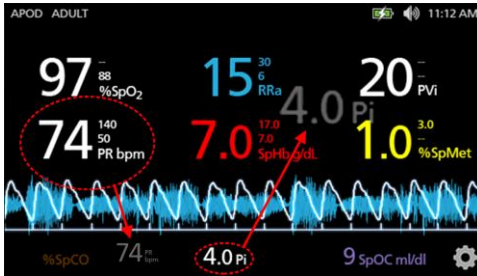 APOD ADULT 11:12 AM
97 – 88 %SpO2
15 30 6 RRa
20 – – PVi
4.0 Pi
74 140 50 PR bpm
7.0 17.0 7.0 SpHb g/dL
1.0 3.0 – %SpMet
%SpCO 74 PR bpm 4.0 Pi 9 SpOC ml/dl